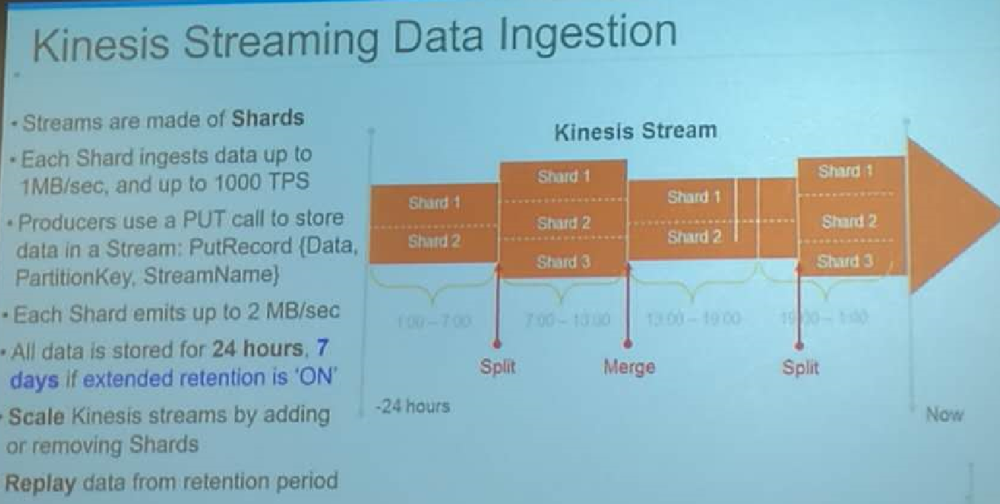 Kinesis Streaming Data Ingestion
• Streams are made of Shards
• Each Shard ingests data up to
1MB/sec, and up to 1000 TPS
• Producers use a PUT call to store
data in a Stream: PutRecord {Data,
PartitionKey, StreamName}
• Each Shard emits up to 2 MB/sec
• All data is stored for 24 hours, 7
days if extended retention is 'ON'
• Scale Kinesis streams by adding
or removing Shards
Replay data from retention period
Kinesis Stream
Shard 1
Shard 2
Shard 1
Shard 2
Shard 3
Shard 1
Shard 2
Shard 1
Shard 2
Shard 3
1:00 – 7:00
7:00 – 13:00
13:00 – 19:00
19:00 – 1:00
Split
Merge
Split
-24 hours
Now